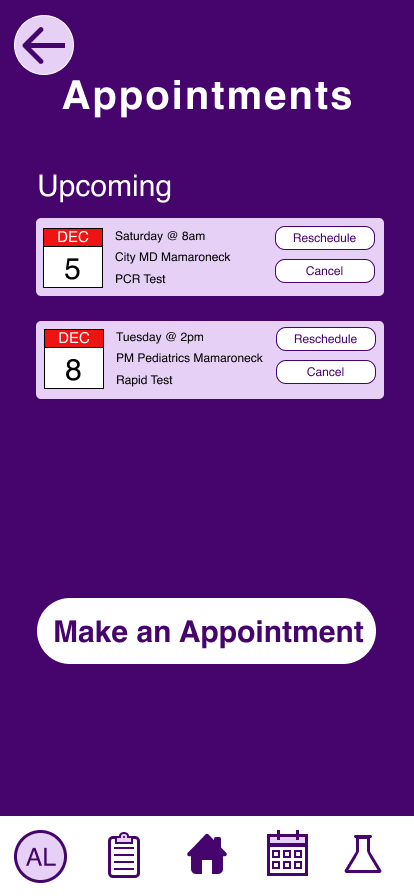 Appointments
Upcoming
DEC
5
Saturday @ 8am
City MD Mamaroneck
PCR Test
Reschedule
Cancel
DEC
8
Tuesday @ 2pm
PM Pediatrics Mamaroneck
Rapid Test
Reschedule
Cancel
Make an Appointment
AL